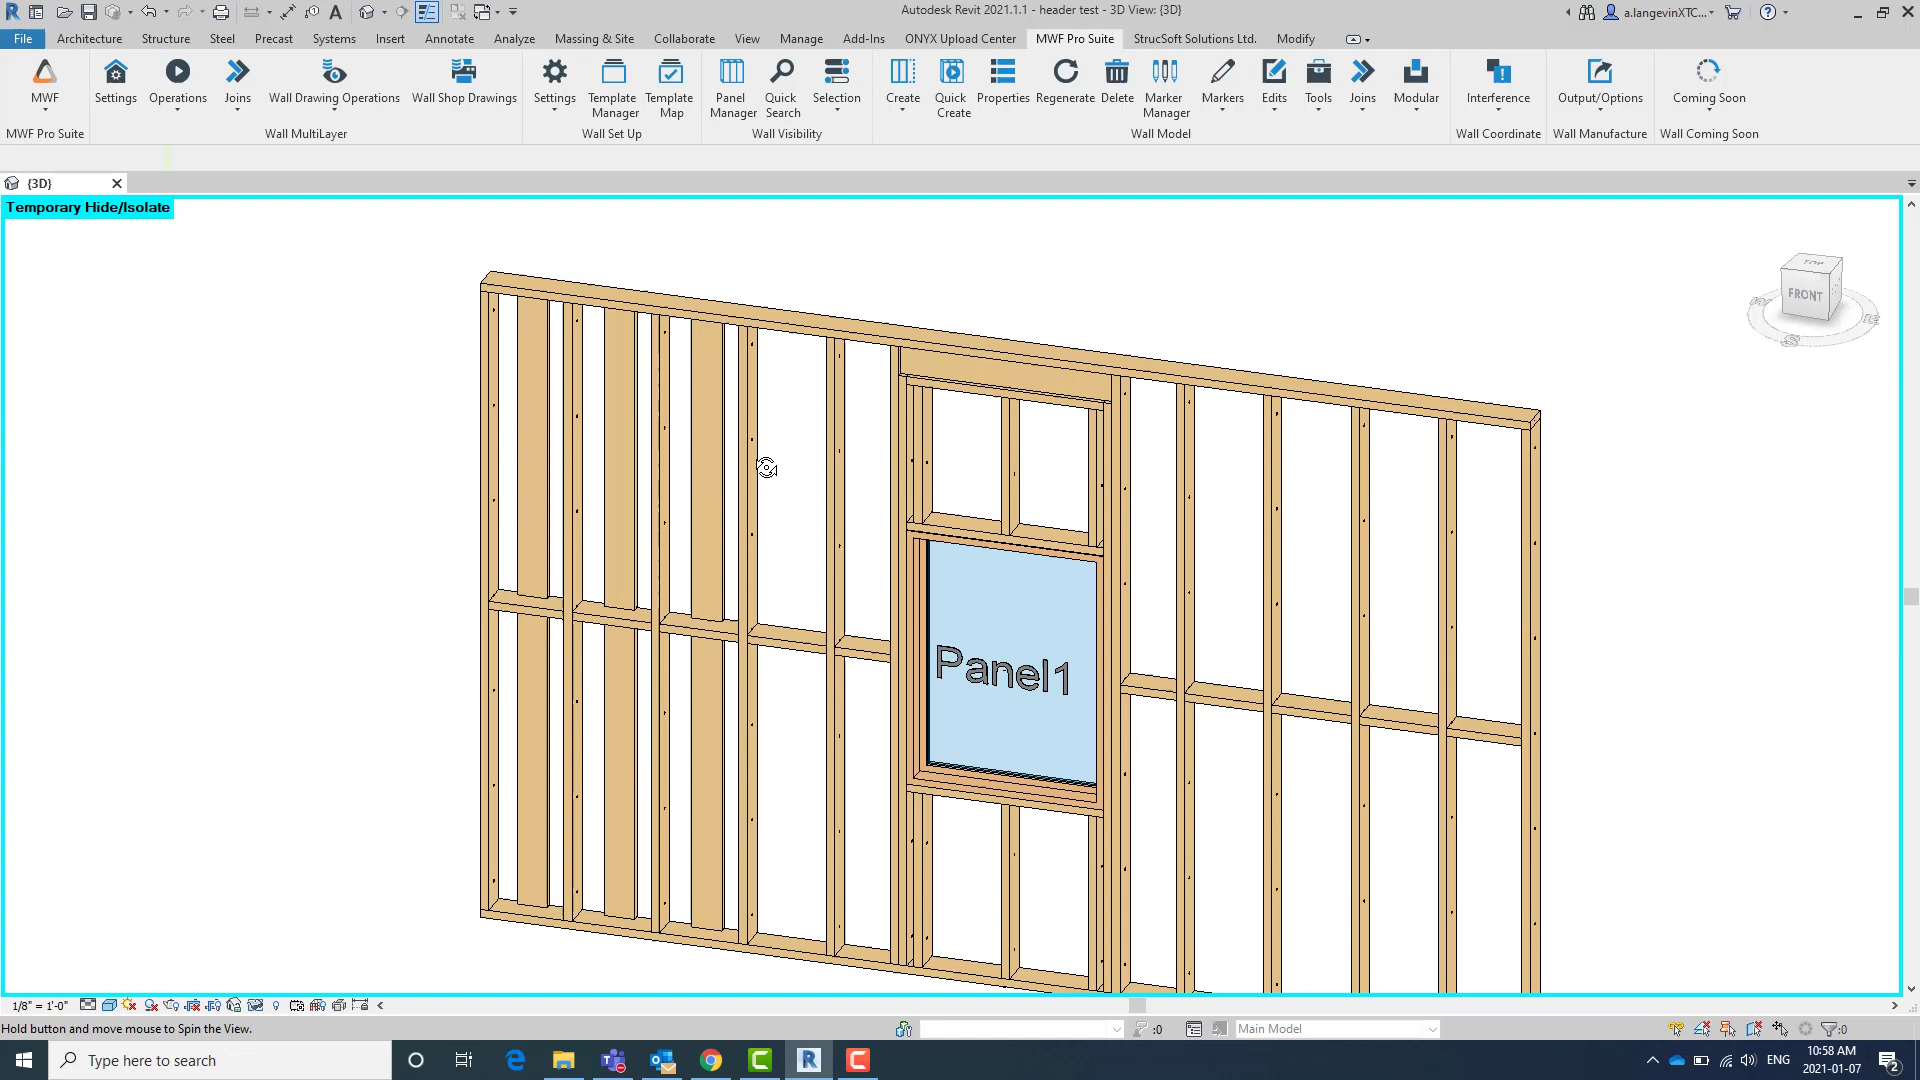 Autodesk Revit 2021.1.1 - header test - 3D View: {3D}
a.langevinXTC...
File Architecture Structure Steel Precast Systems Insert Annotate Analyze Massing & Site Collaborate View Manage Add-Ins ONYX Upload Center MWF Pro Suite StrucSoft Solutions Ltd. Modify
MWF Settings Operations Joins Wall Drawing Operations Wall Shop Drawings Settings Template Manager Template Map Panel Manager Quick Search Selection Create Quick Create Properties Regenerate Delete Marker Manager Markers Edits Tools Joins Modular Interference Output/Options Coming Soon
MWF Pro Suite Wall MultiLayer Wall Set Up Wall Visibility Wall Model Wall Coordinate Wall Manufacture Wall Coming Soon
{3D}
Temporary Hide/Isolate
TOP
FRONT
Panel1
1/8" = 1'-0"
Hold button and move mouse to Spin the View.
:0
Main Model
:0
Type here to search
ENG
10:58 AM
2021-01-07
2